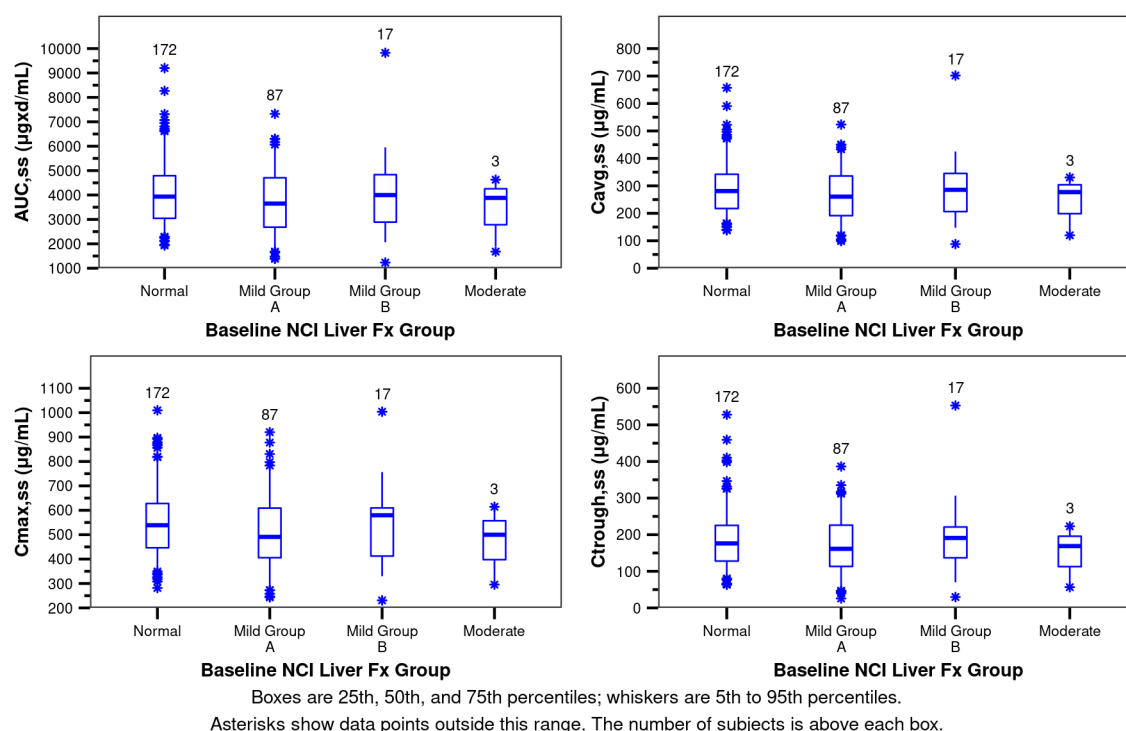 AUC,ss (µgxd/mL)
10000
9000
8000
7000
6000
5000
4000
3000
2000
1000
172
87
17
3
Normal
Mild Group A
Mild Group B
Moderate
Baseline NCI Liver Fx Group
Cavg,ss (µg/mL)
800
700
600
500
400
300
200
100
0
172
87
17
3
Normal
Mild Group A
Mild Group B
Moderate
Baseline NCI Liver Fx Group
Cmax,ss (µg/mL)
1100
1000
900
800
700
600
500
400
300
200
172
87
17
3
Normal
Mild Group A
Mild Group B
Moderate
Baseline NCI Liver Fx Group
Ctrough,ss (µg/mL)
600
500
400
300
200
100
0
172
87
17
3
Normal
Mild Group A
Mild Group B
Moderate
Baseline NCI Liver Fx Group
Boxes are 25th, 50th, and 75th percentiles; whiskers are 5th to 95th percentiles.
Asterisks show data points outside this range. The number of subjects is above each box.